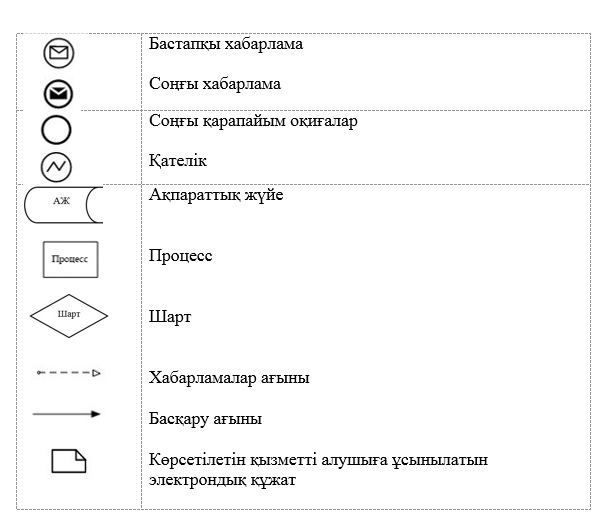 Бастапқы хабарлама
Соңғы хабарлама
Соңғы қарапайым оқиғалар
Қателік
АЖ
Ақпараттық жүйе
Процесс
Процесс
Шарт
Шарт
Хабарламалар ағыны
Басқару ағыны
Көрсетілетін қызметті алушыға ұсынылатын
электрондық құжат